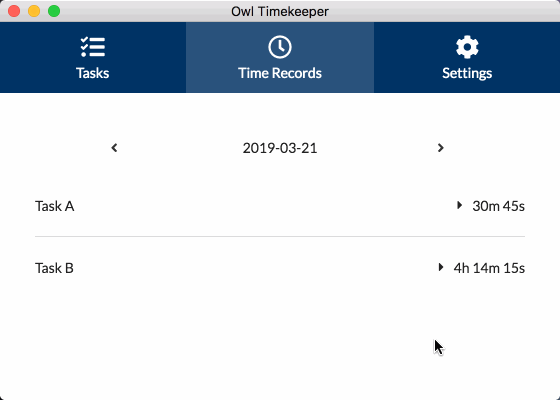 Owl Timekeeper
Tasks Time Records Settings
2019-03-21
Task A 30m 45s
Task B 4h 14m 15s